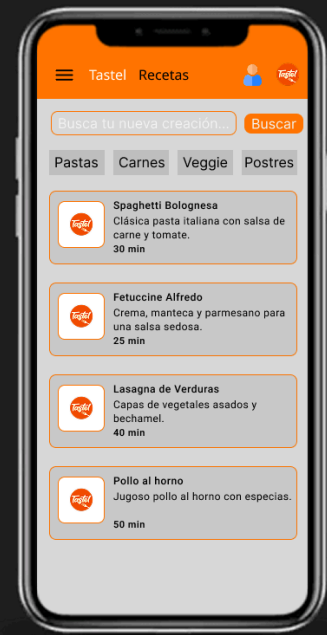 Tastel Recetas Tastel
Busca tu nueva creación... Buscar
Pastas Carnes Veggie Postres
Spaghetti Bolognesa
Clásica pasta italiana con salsa de
carne y tomate.
30 min
Tastel
Fetuccine Alfredo
Crema, manteca y parmesano para
una salsa sedosa.
25 min
Tastel
Lasagna de Verduras
Capas de vegetales asados y
bechamel.
40 min
Tastel
Pollo al horno
Jugoso pollo al horno con especias.
50 min
Tastel